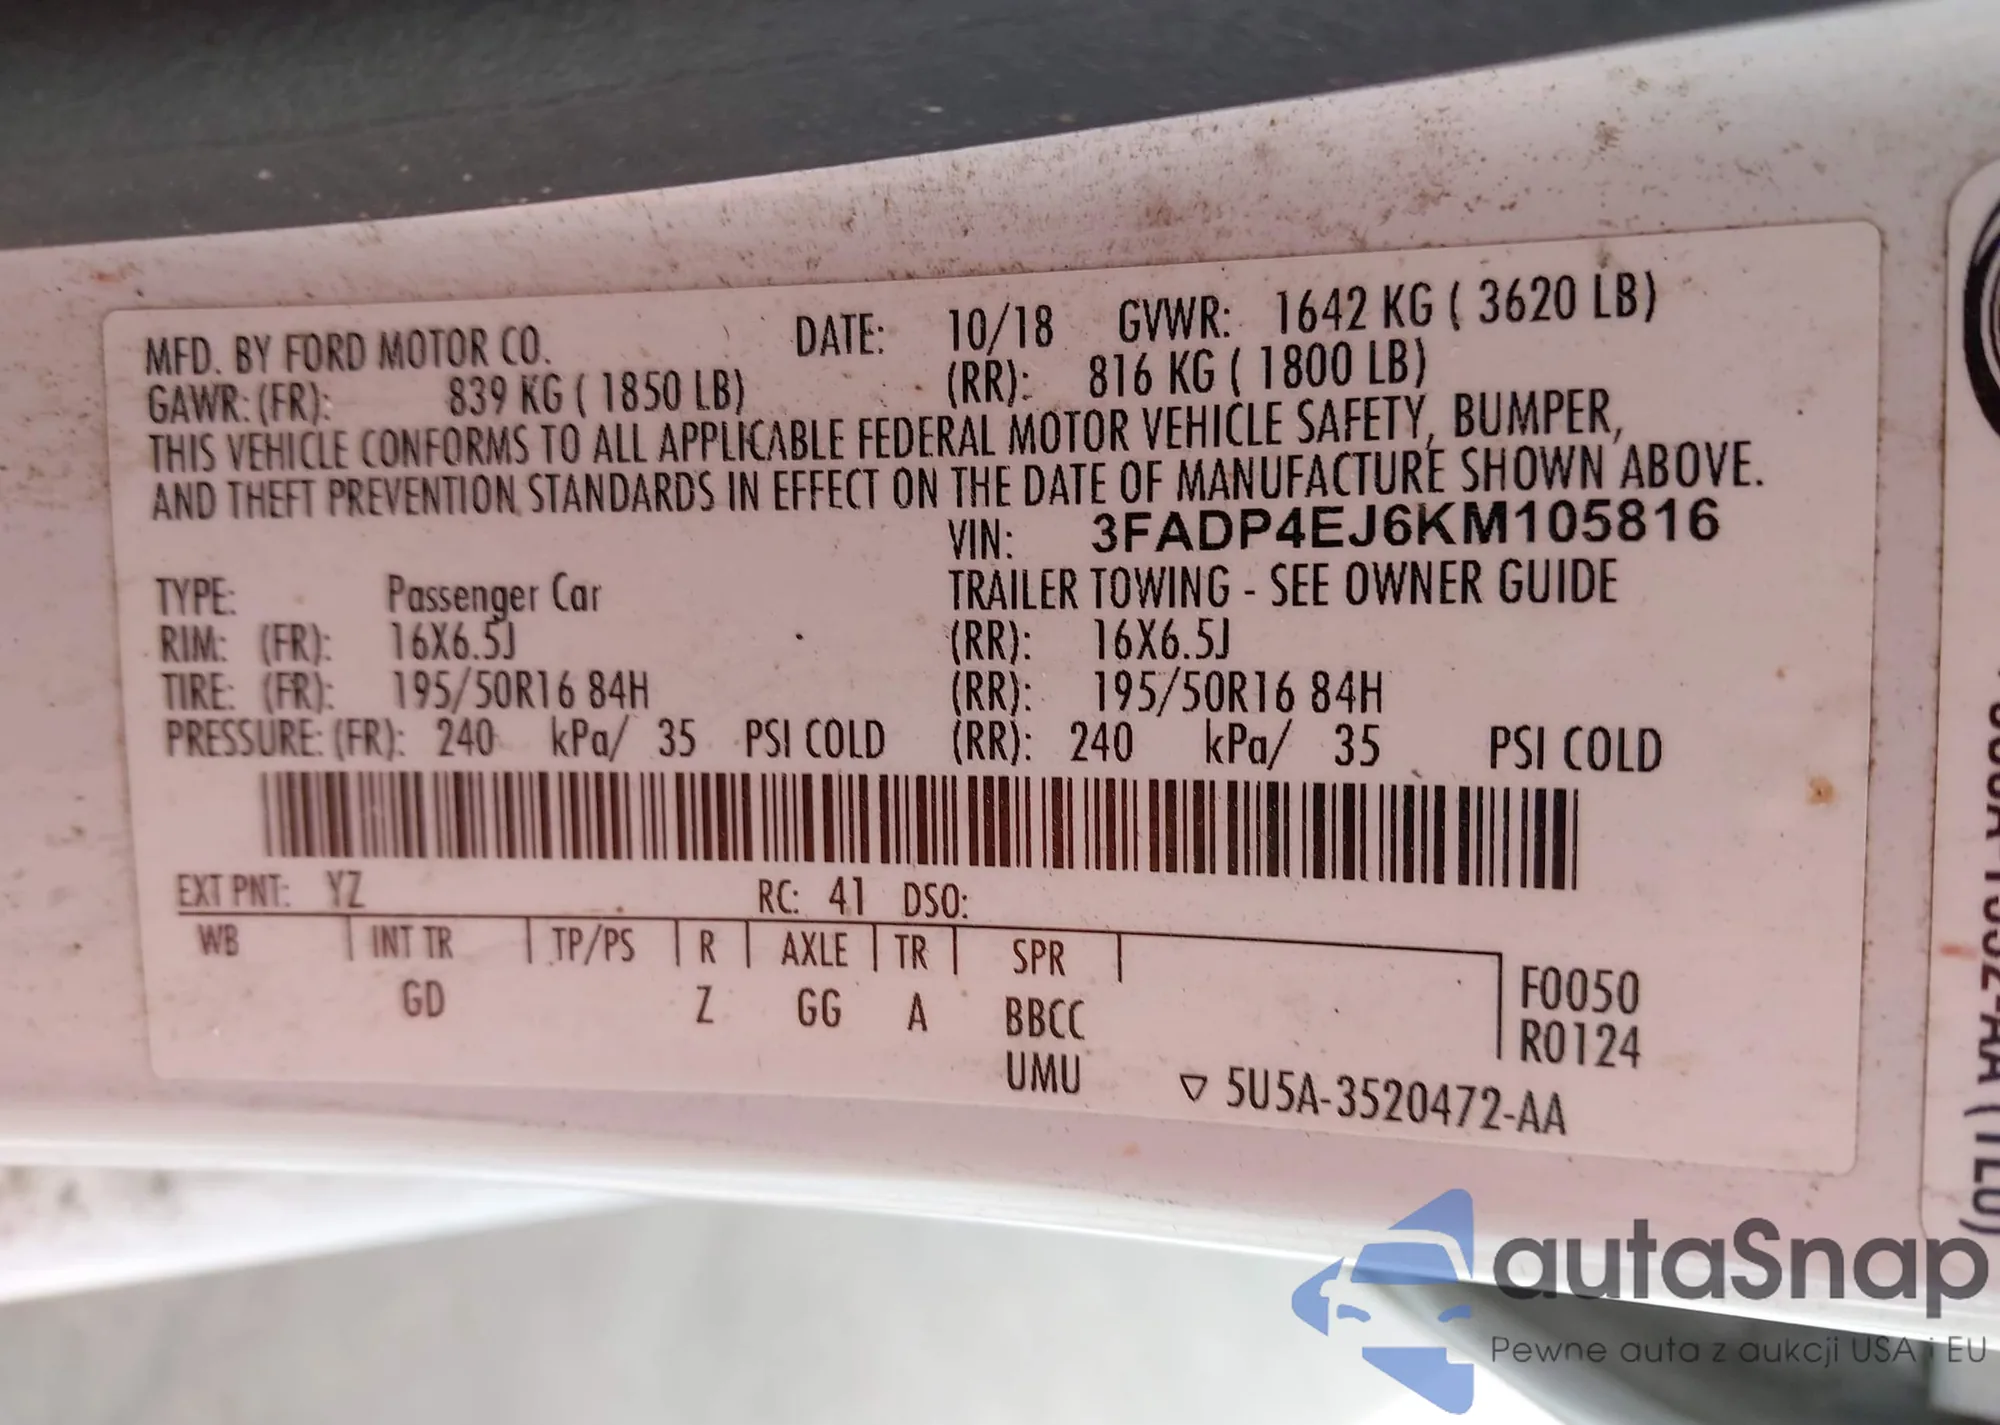 MFD. BY FORD MOTOR CO. DATE: 10/18 GVWR: 1642 KG ( 3620 LB)
GAWR: (FR): 839 KG ( 1850 LB) (RR): 816 KG ( 1800 LB)
THIS VEHICLE CONFORMS TO ALL APPLICABLE FEDERAL MOTOR VEHICLE SAFETY, BUMPER,
AND THEFT PREVENTION STANDARDS IN EFFECT ON THE DATE OF MANUFACTURE SHOWN ABOVE.
VIN: 3FADP4EJ6KM105816
TYPE: Passenger Car TRAILER TOWING - SEE OWNER GUIDE
RIM: (FR): 16X6.5J (RR): 16X6.5J
TIRE: (FR): 195/50R16 84H (RR): 195/50R16 84H
PRESSURE: (FR): 240 kPa/ 35 PSI COLD (RR): 240 kPa/ 35 PSI COLD
EXT PNT: YZ RC: 41 DSO:
WB INT TR TP/PS R AXLE TR SPR
GD Z GG A BBCC
UMU
F0050
R0124
▽ 5U5A-3520472-AA
(TL0)
autaSnap
Pewne auta z aukcji USA i EU